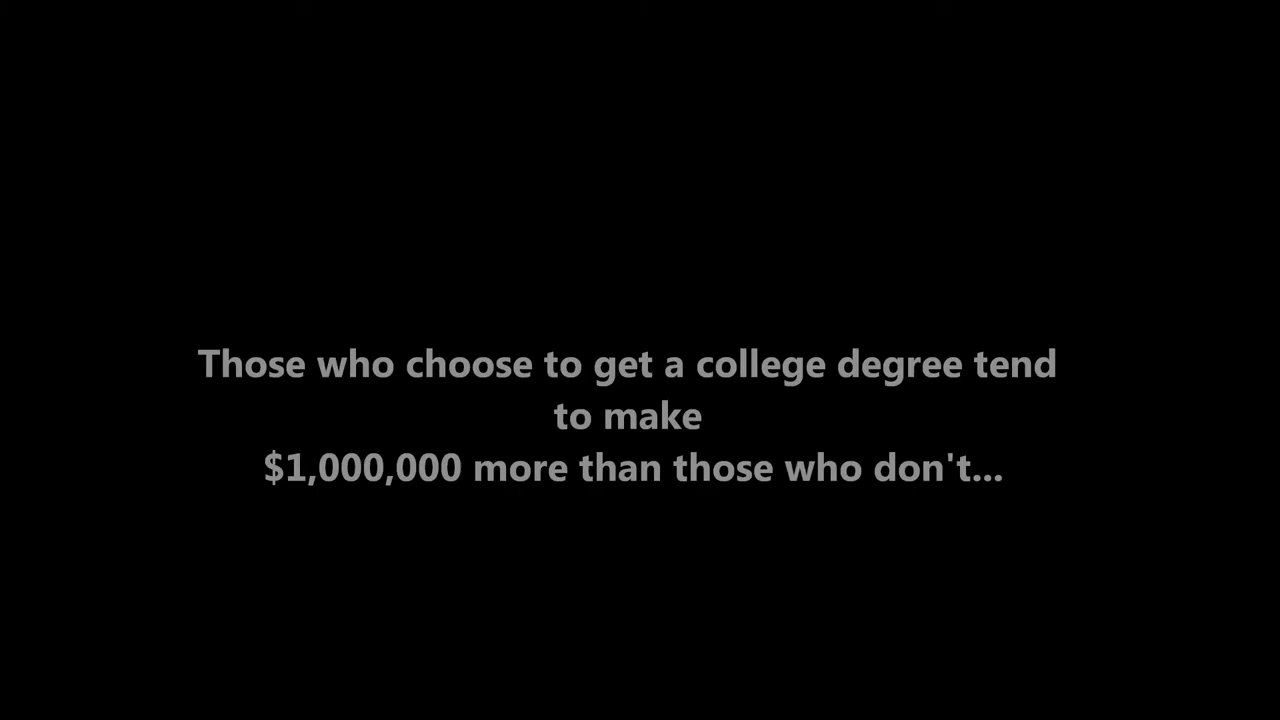 Those who choose to get a college degree tend
to make
$1,000,000 more than those who don't...